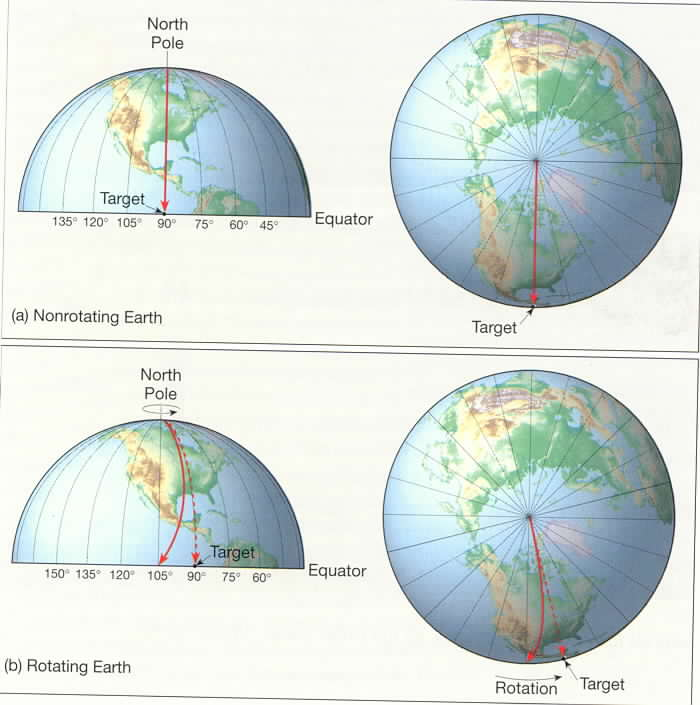 North
Pole
Target
135° 120° 105° 90° 75° 60° 45°
Equator
(a) Nonrotating Earth
Target
North
Pole
Target
150° 135° 120° 105° 90° 75° 60°
Equator
(b) Rotating Earth
Rotation
Target